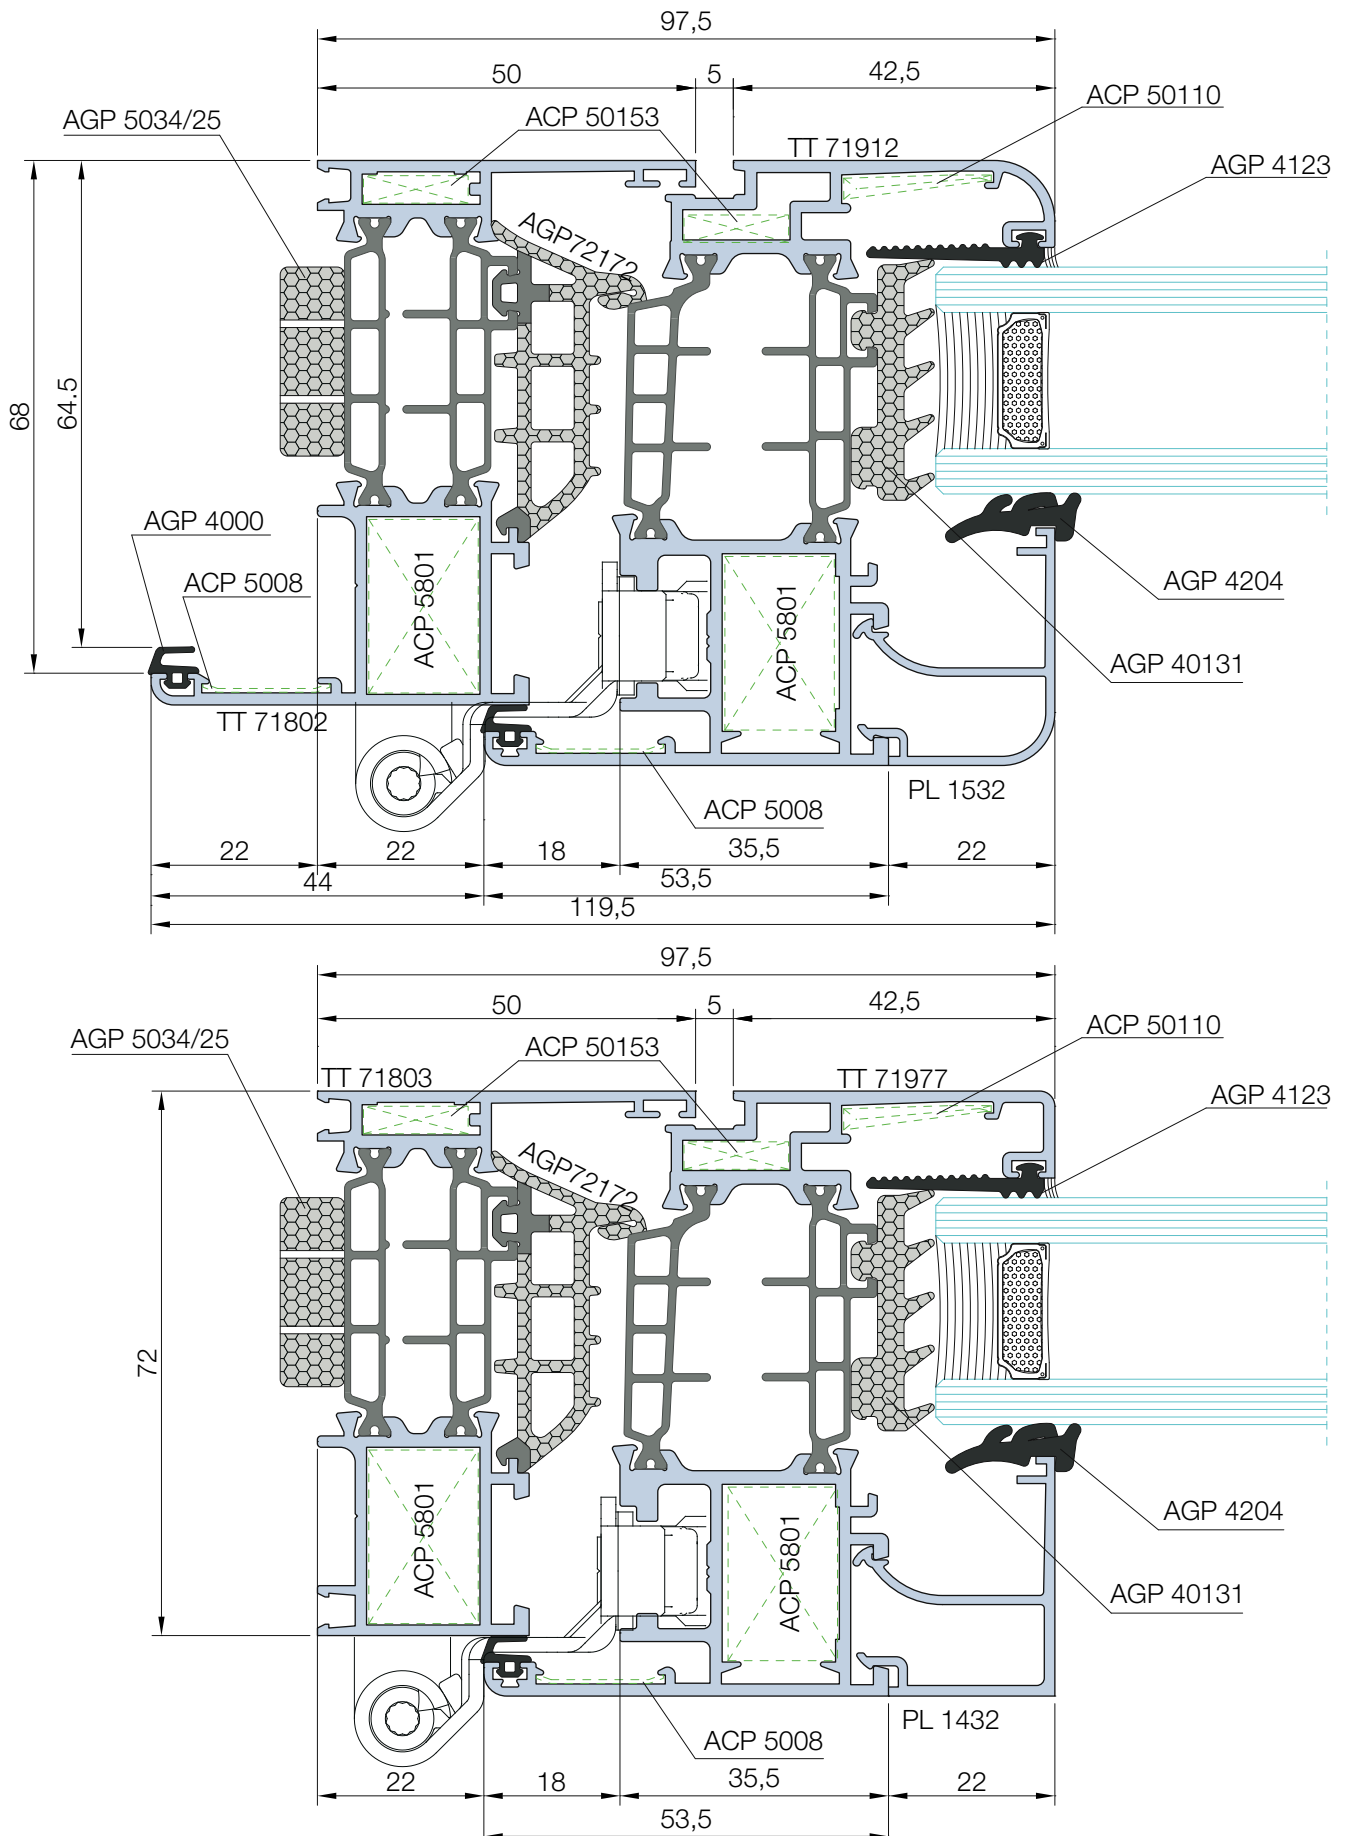 97,5
50
5
42,5
ACP 50110
AGP 5034/25
ACP 50153
TT 71912
AGP 4123
AGP72172
68
64.5
AGP 4000
ACP 5008
ACP 5801
ACP 5801
AGP 4204
AGP 40131
TT 71802
PL 1532
ACP 5008
22
22
18
35,5
22
44
53,5
119,5
97,5
50
5
42,5
ACP 50110
AGP 5034/25
ACP 50153
TT 71803
TT 71977
AGP 4123
AGP72172
72
ACP 5801
ACP 5801
AGP 4204
AGP 40131
PL 1432
ACP 5008
22
18
35,5
22
53,5